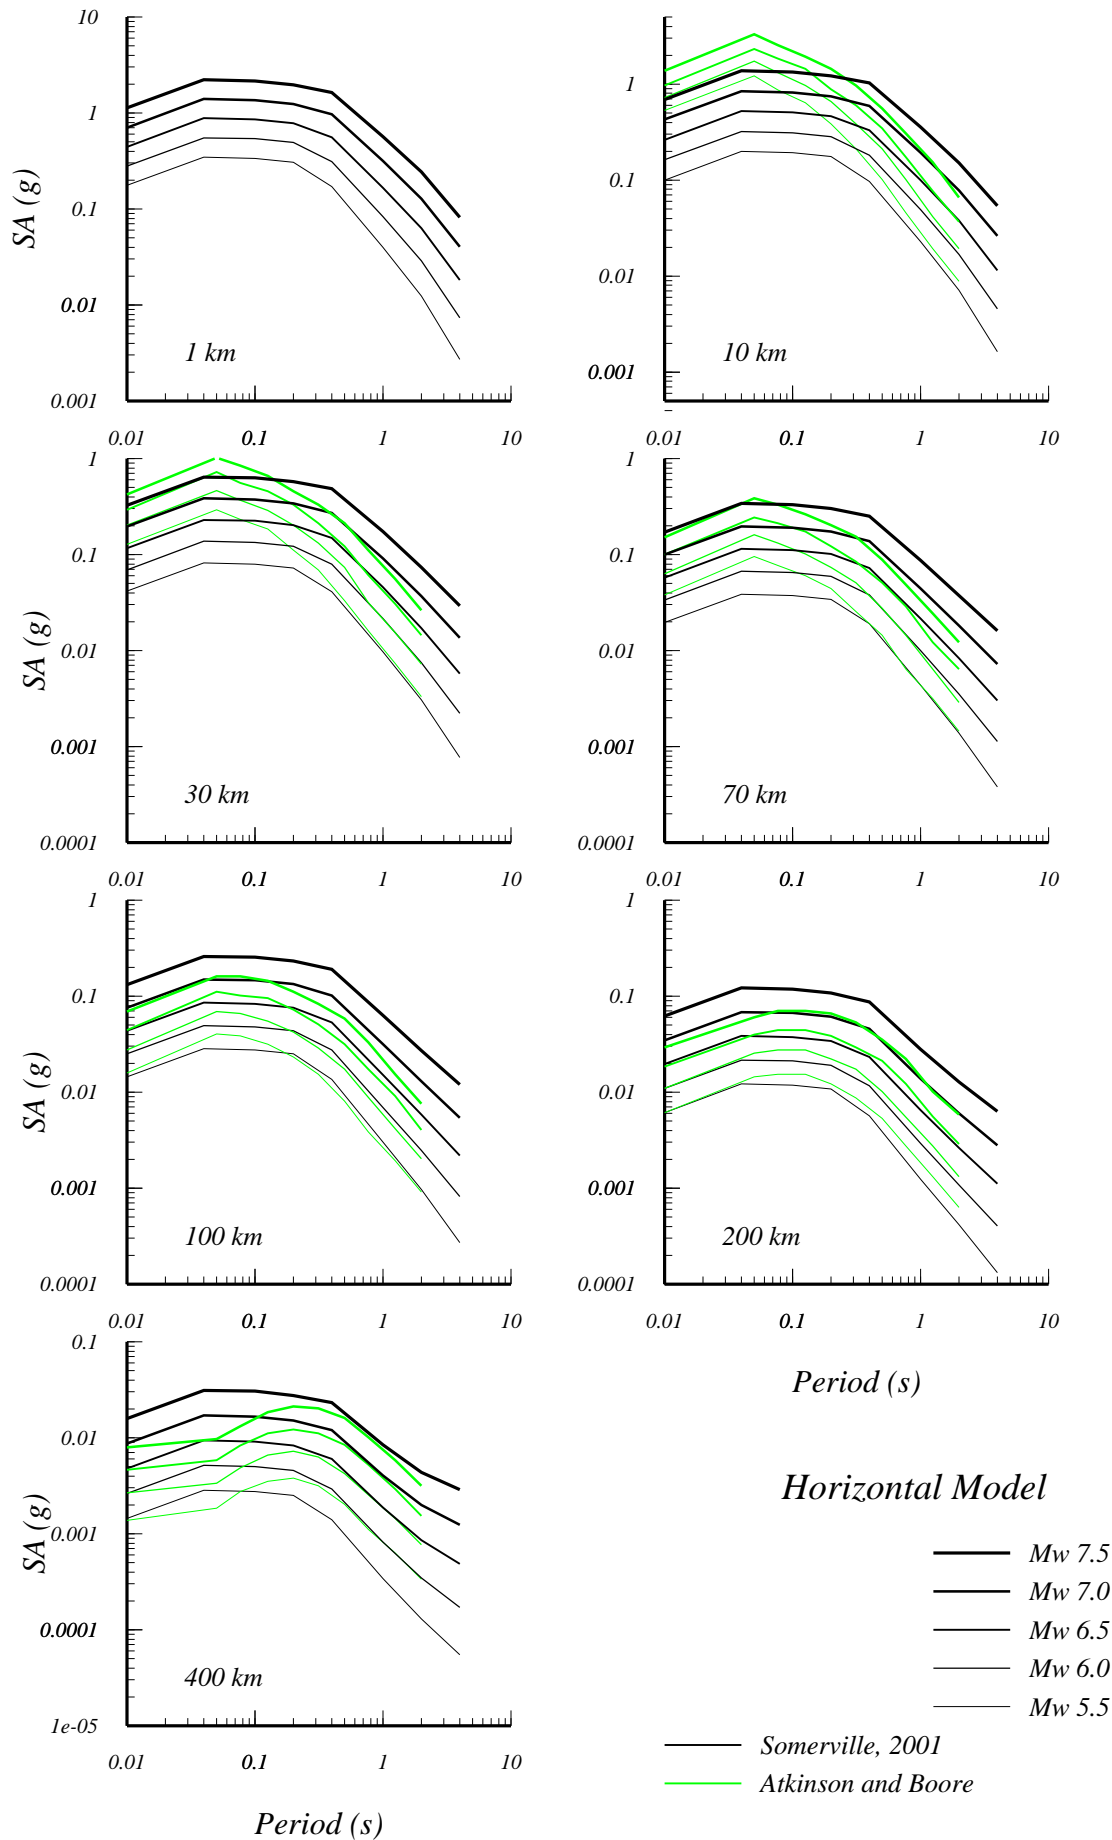 10
1
0.1
0.01
0.001
SA (g)
1 km
0.01 0.1 1 10
1
0.1
0.01
0.001
10 km
0.01 0.1 1 10
1
0.1
0.01
0.001
0.0001
SA (g)
30 km
0.01 0.1 1 10
1
0.1
0.01
0.001
0.0001
70 km
0.01 0.1 1 10
1
0.1
0.01
0.001
0.0001
SA (g)
100 km
0.01 0.1 1 10
1
0.1
0.01
0.001
0.0001
200 km
0.01 0.1 1 10
Period (s)
0.1
0.01
0.001
0.0001
1e-05
SA (g)
400 km
0.01 0.1 1 10
Period (s)
Horizontal Model
Mw 7.5
Mw 7.0
Mw 6.5
Mw 6.0
Mw 5.5
Somerville, 2001
Atkinson and Boore